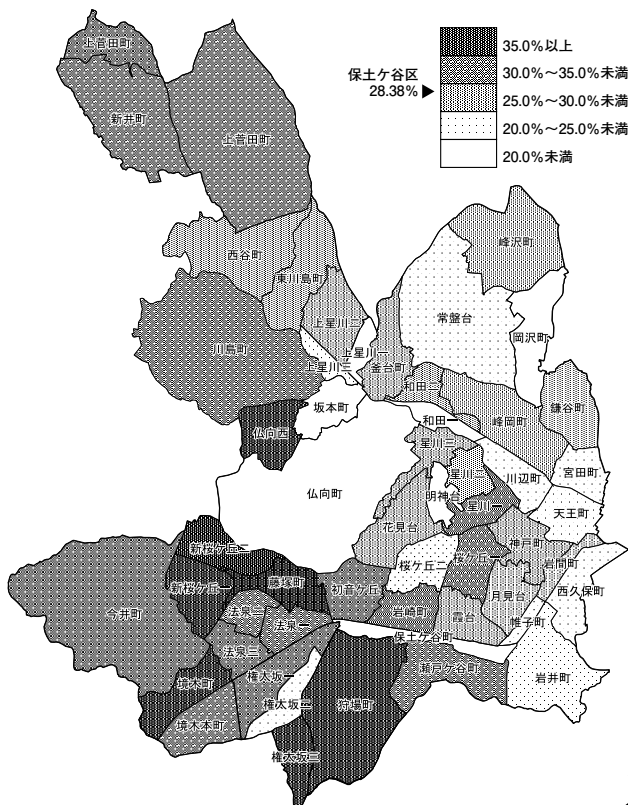 上菅田町
35.0%以上
保土ケ谷区
30.0%～35.0%未満
28.38%
25.0%～30.0%未満
新井町
20.0%～25.0%未満
上菅田町
20.0%未満
峰沢町
西谷町
東川島町
常盤台
上星川二
岡沢町
川島町
上星川一
上星川三
釜台町
和田二
坂本町
鎌谷町
和田一
峰岡町
仏向西
星川三
宮田町
星川二
川辺町
仏向町
明神台
星川一
天王町
花見台
神戸町
新桜ケ丘二
岩間町
桜ケ丘一
桜ケ丘二
藤塚町
初音ケ丘
新桜ケ丘一
西久保町
月見台
今井町
法泉二
岩崎町
霞台
帷子町
法泉一
保土ケ谷町
法泉三
瀬戸ケ谷町
権太坂一
岩井町
境木町
権太坂二
狩場町
境木本町
権太坂三